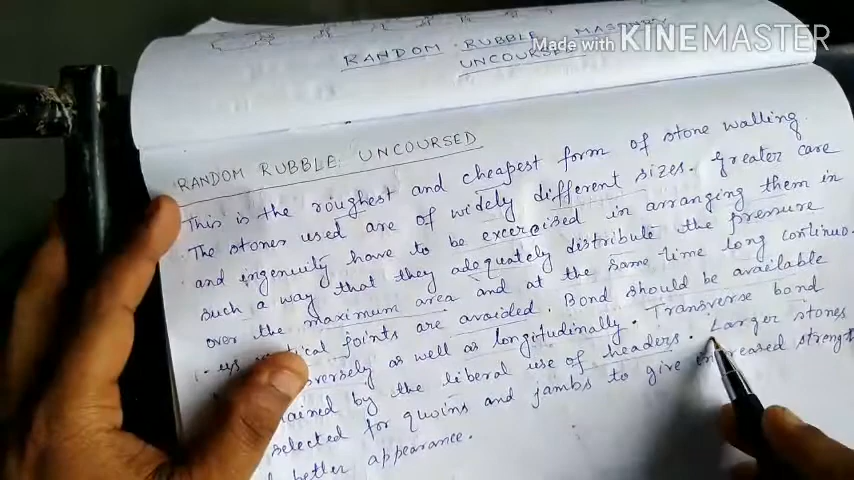 RANDOM RUBBLE MASONRY
UNCOURSED
Made with KINEMASTER
RANDOM RUBBLE: UNCOURSED
This is the roughest and cheapest form of stone walling.
The stones used are of widely different sizes. Greater care
and ingenuity have to be excercised in arranging them in
such a way that they adequately distribute the pressure
over the maximum area and at the same time long continuo-
joints are avoided. Bond should be available
as well as longitudinally. Transverse bond
by the liberal use of headers. Larger stones
selected for quoins and jambs to give increased strength
better appearance.